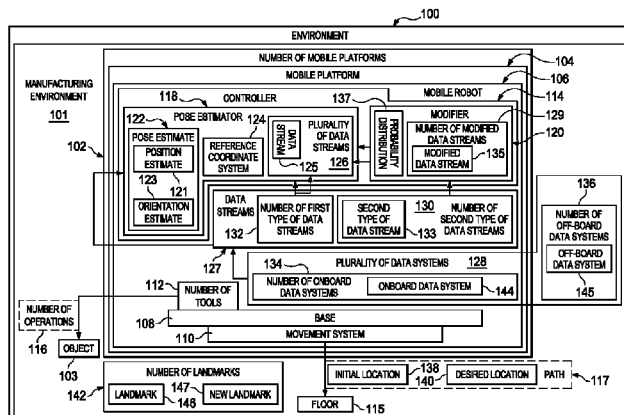 100
ENVIRONMENT
NUMBER OF MOBILE PLATFORMS
104
MOBILE PLATFORM
106
MANUFACTURING
ENVIRONMENT
101
CONTROLLER
MOBILE ROBOT
114
118
POSE ESTIMATOR
137
MODIFIER
129
122
POSE ESTIMATE
POSITION
ESTIMATE
121
123
ORIENTATION
ESTIMATE
124
REFERENCE
COORDINATE
SYSTEM
DATA
STREAM
125
PLURALITY OF
DATA STREAMS
126
PROBABILITY
DISTRIBUTION
NUMBER OF MODIFIED
DATA STREAMS
MODIFIED
DATA STREAM
135
120
102
DATA
STREAMS
127
NUMBER OF FIRST
TYPE OF DATA
STREAMS
132
SECOND
TYPE OF
DATA STREAM
133
130
NUMBER OF
SECOND TYPE OF
DATA STREAMS
136
NUMBER OF
OFF-BOARD
DATA SYSTEMS
OFF-BOARD
DATA SYSTEM
145
PLURALITY OF DATA SYSTEMS
128
134
NUMBER OF ONBOARD
DATA SYSTEMS
ONBOARD DATA SYSTEM
144
112
NUMBER OF
TOOLS
NUMBER OF
OPERATIONS
116
108
BASE
110
MOVEMENT SYSTEM
OBJECT
103
NUMBER OF LANDMARKS
142
LANDMARK
146
147
NEW LANDMARK
INITIAL LOCATION
138
140
DESIRED LOCATION
PATH
117
FLOOR
115